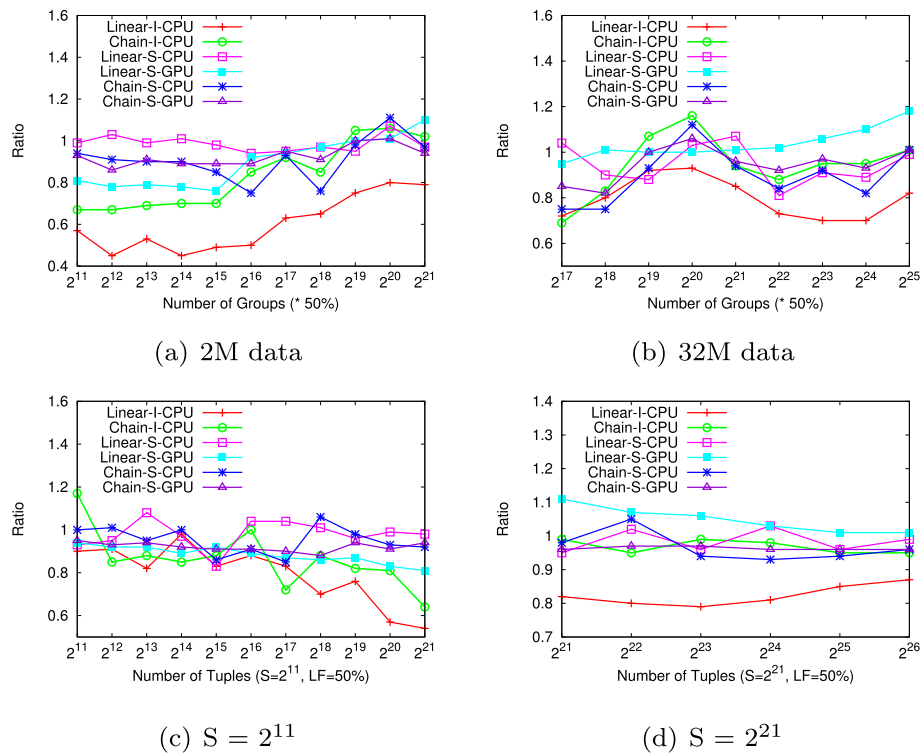 1.6
1.4
1.2
1
0.8
0.6
0.4
Ratio
Linear-I-CPU
Chain-I-CPU
Linear-S-CPU
Linear-S-GPU
Chain-S-CPU
Chain-S-GPU
2^11 2^12 2^13 2^14 2^15 2^16 2^17 2^18 2^19 2^20 2^21
Number of Groups (* 50%)
(a) 2M data
1.6
1.4
1.2
1
0.8
0.6
Ratio
Linear-I-CPU
Chain-I-CPU
Linear-S-CPU
Linear-S-GPU
Chain-S-CPU
Chain-S-GPU
2^17 2^18 2^19 2^20 2^21 2^22 2^23 2^24 2^25
Number of Groups (* 50%)
(b) 32M data
1.6
1.4
1.2
1
0.8
0.6
Ratio
Linear-I-CPU
Chain-I-CPU
Linear-S-CPU
Linear-S-GPU
Chain-S-CPU
Chain-S-GPU
2^11 2^12 2^13 2^14 2^15 2^16 2^17 2^18 2^19 2^20 2^21
Number of Tuples (S=2^11, LF=50%)
(c) S = 2^11
1.4
1.3
1.2
1.1
1
0.9
0.8
0.7
Ratio
Linear-I-CPU
Chain-I-CPU
Linear-S-CPU
Linear-S-GPU
Chain-S-CPU
Chain-S-GPU
2^21 2^22 2^23 2^24 2^25 2^26
Number of Tuples (S=2^21, LF=50%)
(d) S = 2^21